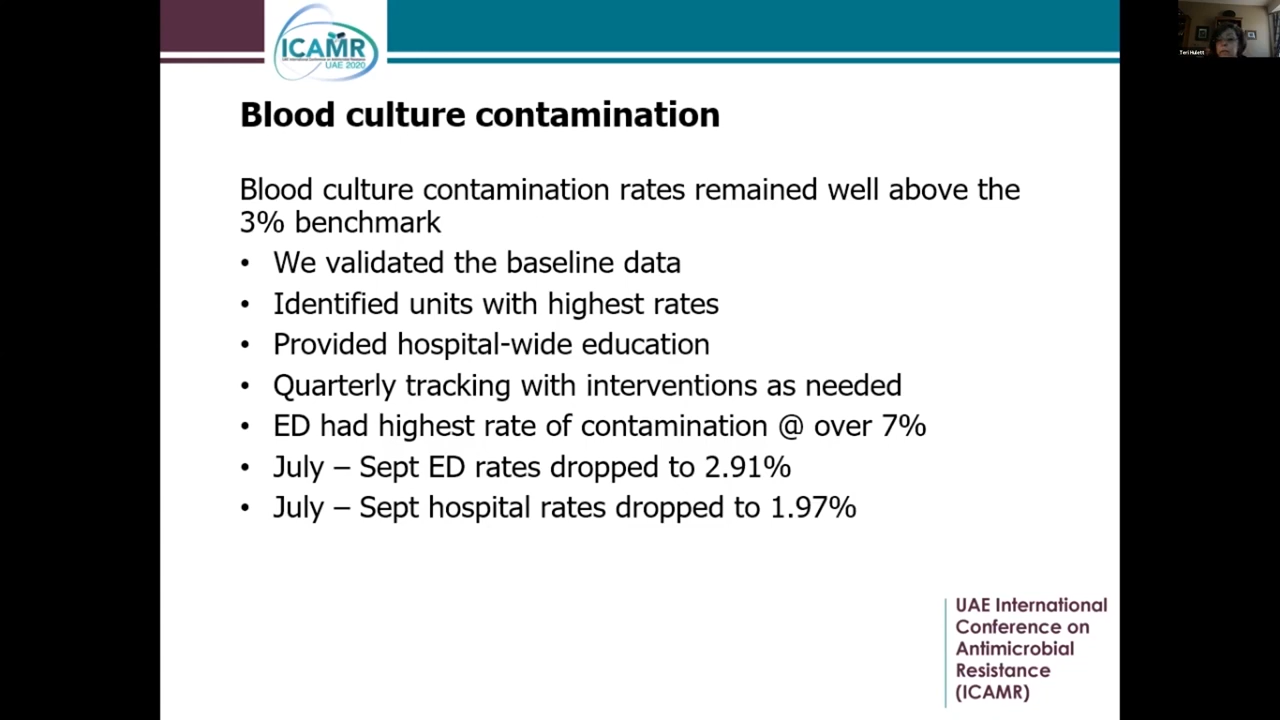 ICAMR
UAE 2020
Teri Hulett
Blood culture contamination
Blood culture contamination rates remained well above the
3% benchmark
• We validated the baseline data
• Identified units with highest rates
• Provided hospital-wide education
• Quarterly tracking with interventions as needed
• ED had highest rate of contamination @ over 7%
• July – Sept ED rates dropped to 2.91%
• July – Sept hospital rates dropped to 1.97%
UAE International
Conference on
Antimicrobial
Resistance
(ICAMR)